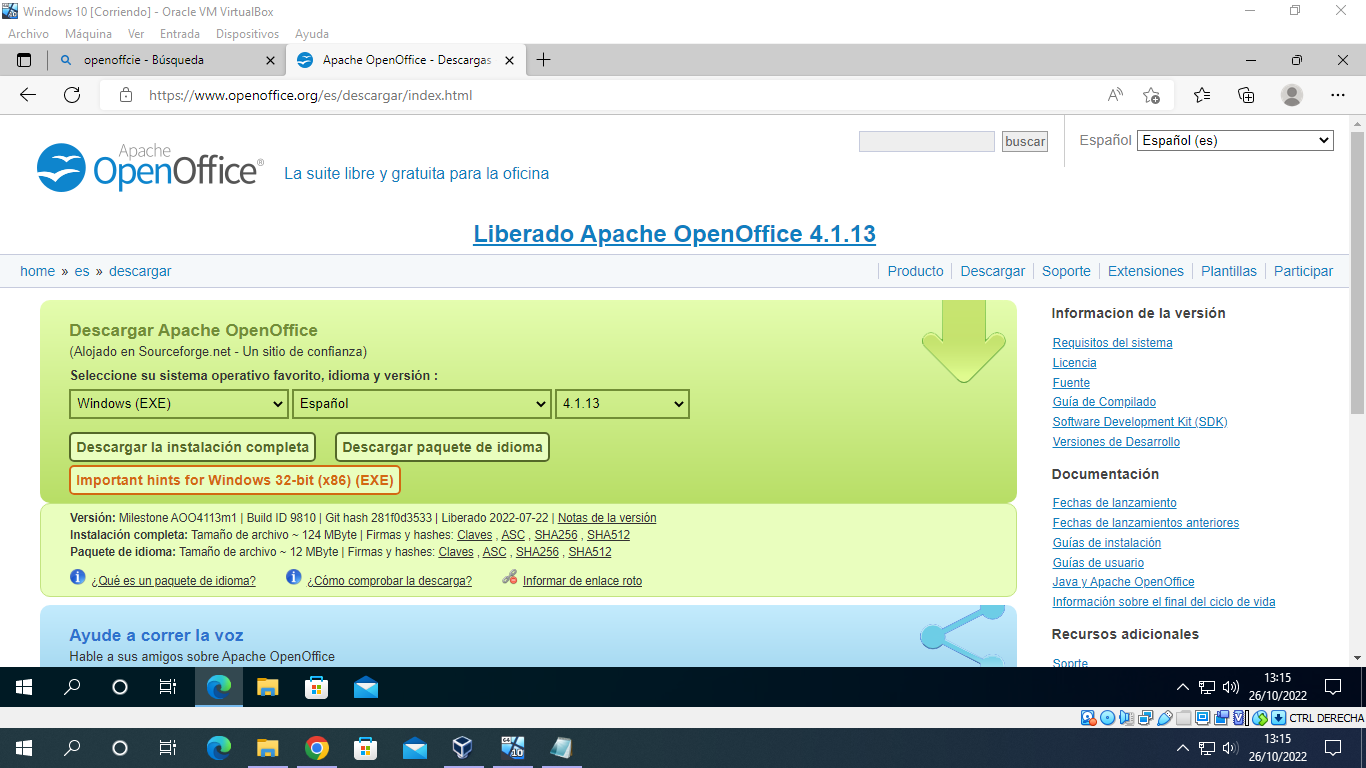 Windows 10 [Corriendo] - Oracle VM VirtualBox
Archivo Máquina Ver Entrada Dispositivos Ayuda
openoffcie - Búsqueda
Apache OpenOffice - Descargas
https://www.openoffice.org/es/descargar/index.html
Apache
OpenOffice®
La suite libre y gratuita para la oficina
buscar
Español
Español (es)
Liberado Apache OpenOffice 4.1.13
home » es » descargar
Producto Descargar Soporte Extensiones Plantillas Participar
Descargar Apache OpenOffice
(Alojado en Sourceforge.net - Un sitio de confianza)
Seleccione su sistema operativo favorito, idioma y versión :
Windows (EXE) Español 4.1.13
Descargar la instalación completa Descargar paquete de idioma
Important hints for Windows 32-bit (x86) (EXE)
Versión: Milestone AOO4113m1 | Build ID 9810 | Git hash 281f0d3533 | Liberado 2022-07-22 | Notas de la versión
Instalación completa: Tamaño de archivo ~ 124 MByte | Firmas y hashes: Claves , ASC , SHA256 , SHA512
Paquete de idioma: Tamaño de archivo ~ 12 MByte | Firmas y hashes: Claves , ASC , SHA256 , SHA512
¿Qué es un paquete de idioma? ¿Cómo comprobar la descarga? Informar de enlace roto
Ayude a correr la voz
Hable a sus amigos sobre Apache OpenOffice
Informacion de la versión
Requisitos del sistema
Licencia
Fuente
Guía de Compilado
Software Development Kit (SDK)
Versiones de Desarrollo
Documentación
Fechas de lanzamiento
Fechas de lanzamientos anteriores
Guías de instalación
Guías de usuario
Java y Apache OpenOffice
Información sobre el final del ciclo de vida
Recursos adicionales
Soprte
13:15
26/10/2022
CTRL DERECHA
13:15
26/10/2022